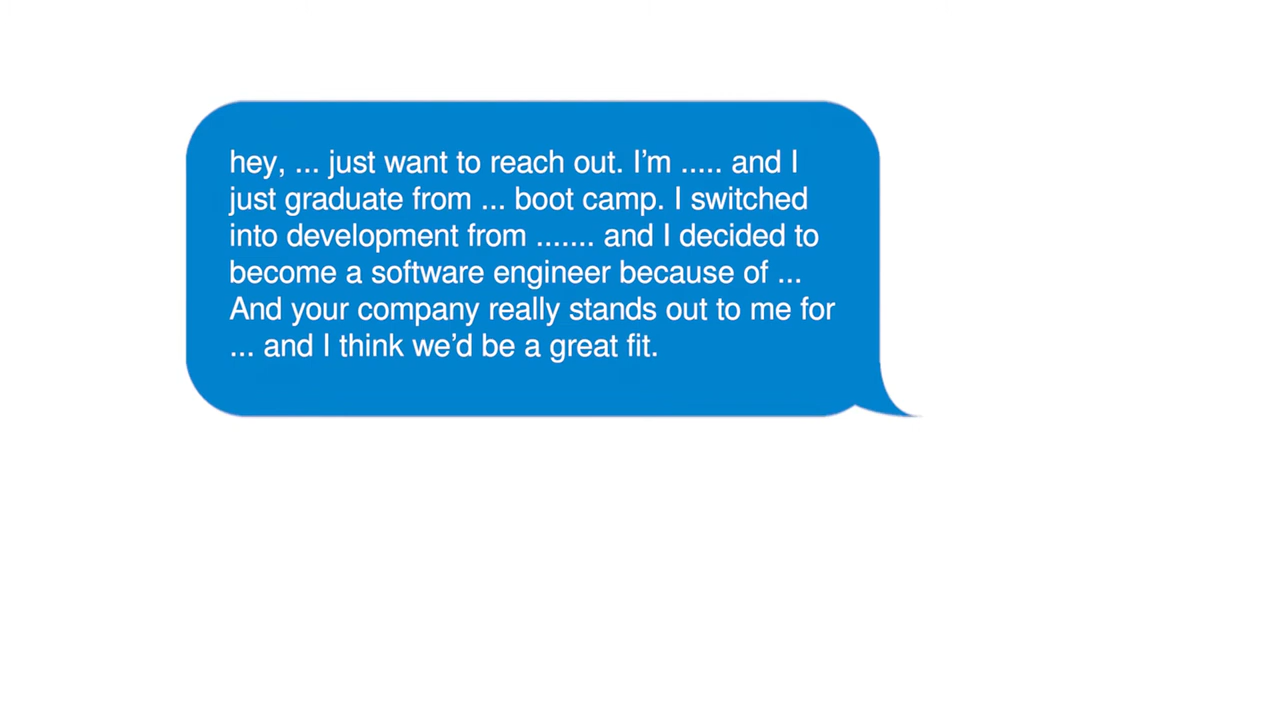 hey, ... just want to reach out. I'm ..... and I
just graduate from ... boot camp. I switched
into development from ....... and I decided to
become a software engineer because of ...
And your company really stands out to me for
... and I think we'd be a great fit.